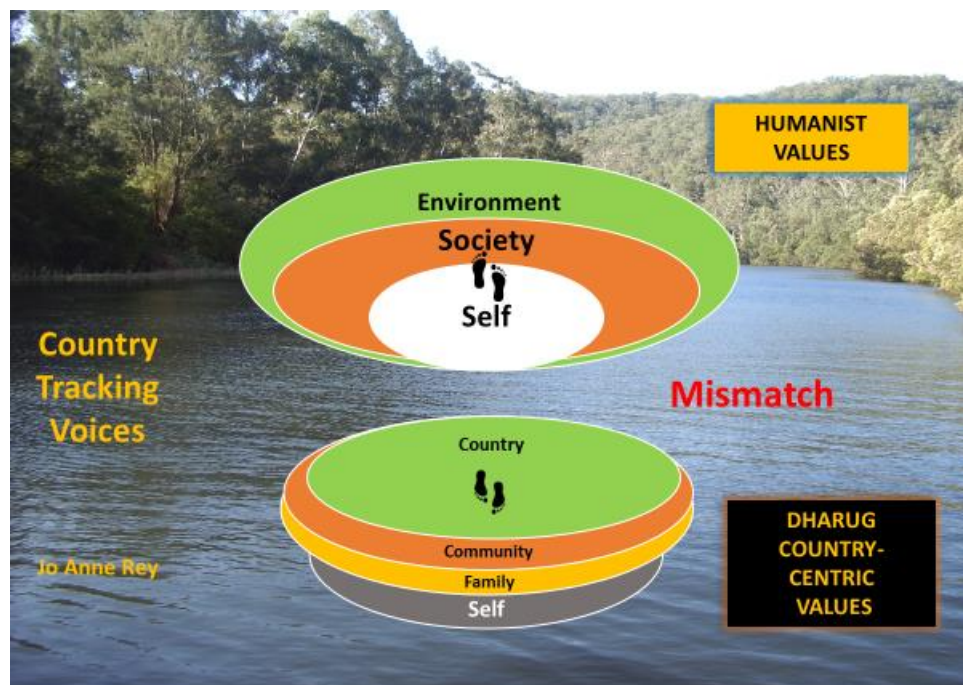 HUMANIST
VALUES
Environment
Society
Self
Country
Tracking
Voices
Mismatch
Country
Community
Family
Self
DHARUG
COUNTRY-
CENTRIC
VALUES
Jo Anne Rey